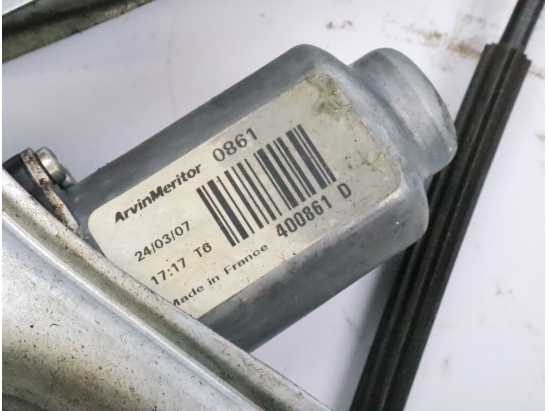 ArvinMeritor 0861
24/03/07
17:17 T6
400861 D
Made in France